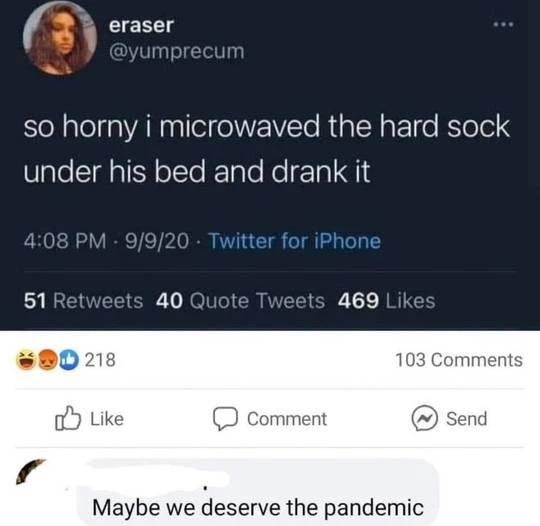 eraser
@yumprecum
so horny i microwaved the hard sock
under his bed and drank it
4:08 PM · 9/9/20 · Twitter for iPhone
51 Retweets 40 Quote Tweets 469 Likes
218 103 Comments
Like Comment Send
Maybe we deserve the pandemic